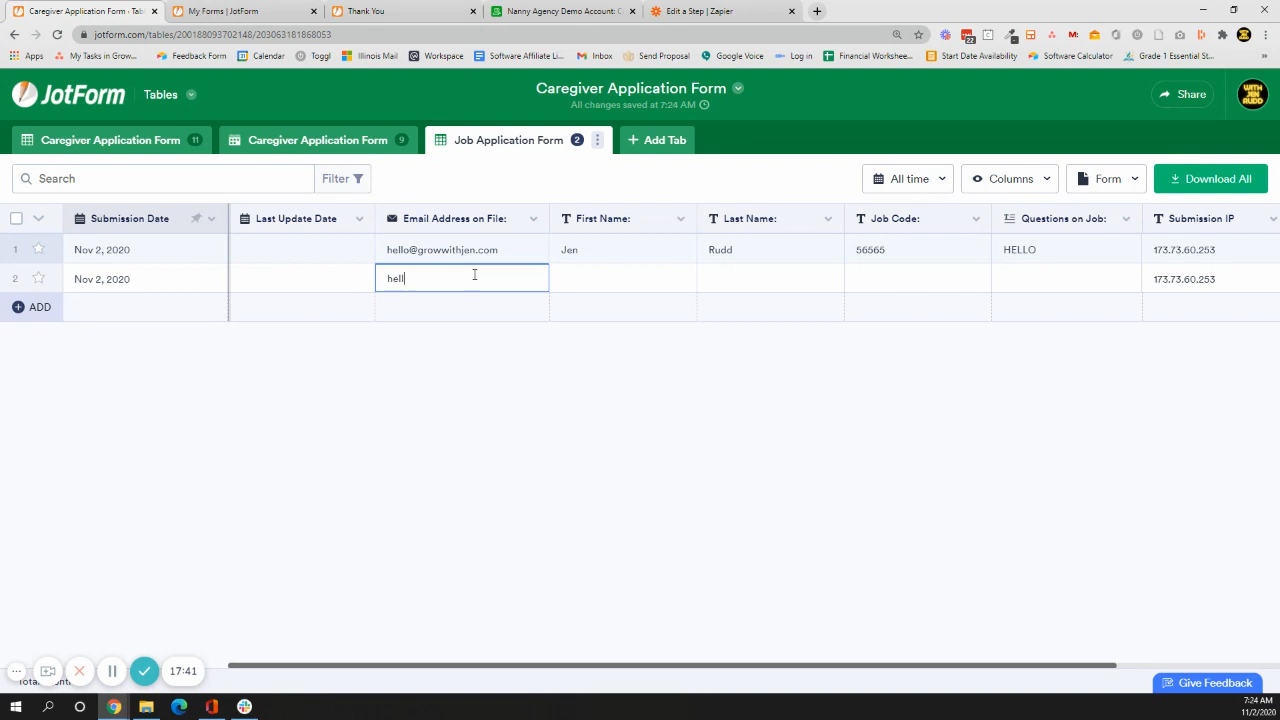 Caregiver Application Form - Tabl
My Forms | JotForm
Thank You
Nanny Agency Demo Account: C
Edit a Step | Zapier
jotform.com/tables/200188093702148/203063181868053
22
Apps
My Tasks in Grow...
Feedback Form
Calendar
Toggl
Illinois Mail
Workspace
Software Affiliate Li...
Inbox
Send Proposal
Google Voice
Log in
Financial Workshee...
Start Date Availability
Software Calculator
Grade 1 Essential St...
JotForm
Tables
Caregiver Application Form
All changes saved at 7:24 AM
Share
WITH JEN RUDD
Caregiver Application Form 11
Caregiver Application Form 9
Job Application Form 2
+ Add Tab
Search
Filter
All time
Columns
Form
Download All
Submission Date
Last Update Date
Email Address on File:
First Name:
Last Name:
Job Code:
Questions on Job:
Submission IP
1 Nov 2, 2020 hello@growwithjen.com Jen Rudd 56565 HELLO 173.73.60.253
2 Nov 2, 2020 hell 173.73.60.253
ADD
17:41
Give Feedback
7:24 AM
11/2/2020